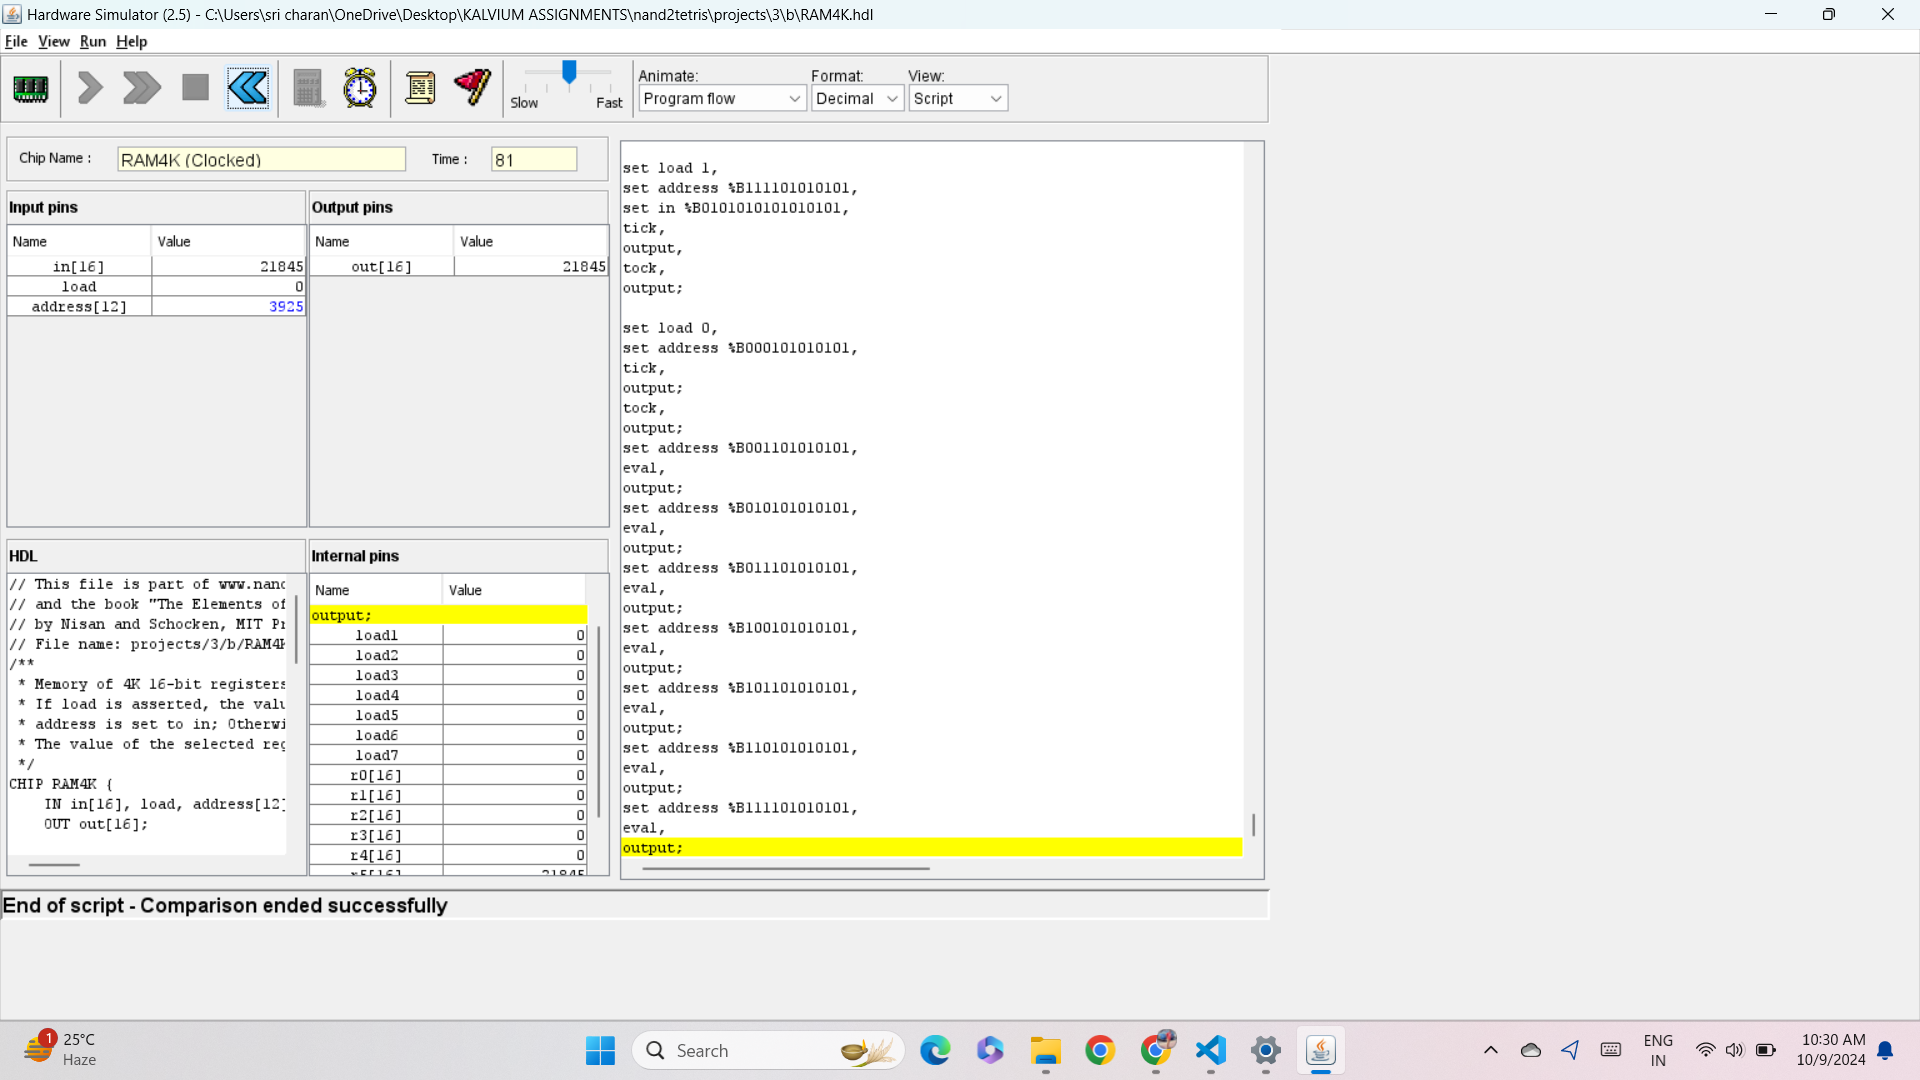 Hardware Simulator (2.5) - C:\Users\sri charan\OneDrive\Desktop\KALVIUM ASSIGNMENTS\nand2tetris\projects\3\b\RAM4K.hdl
File View Run Help
Slow Fast
Animate:
Program flow
Format:
Decimal
View:
Script
Chip Name :
RAM4K (Clocked)
Time :
81
Input pins
Name Value
in[16] 21845
load 0
address[12] 3925
Output pins
Name Value
out[16] 21845
HDL
// This file is part of www.nand
// and the book "The Elements of
// by Nisan and Schocken, MIT Pr
// File name: projects/3/b/RAM4K
/**
* Memory of 4K 16-bit registers
* If load is asserted, the valu
* address is set to in; Otherwi
* The value of the selected reg
*/
CHIP RAM4K {
IN in[16], load, address[12]
OUT out[16];
Internal pins
Name Value
output;
load1 0
load2 0
load3 0
load4 0
load5 0
load6 0
load7 0
r0[16] 0
r1[16] 0
r2[16] 0
r3[16] 0
r4[16] 0
r5[16] 21845
set load 1,
set address %B111101010101,
set in %B0101010101010101,
tick,
output,
tock,
output;
set load 0,
set address %B000101010101,
tick,
output;
tock,
output;
set address %B001101010101,
eval,
output;
set address %B010101010101,
eval,
output;
set address %B011101010101,
eval,
output;
set address %B100101010101,
eval,
output;
set address %B101101010101,
eval,
output;
set address %B110101010101,
eval,
output;
set address %B111101010101,
eval,
output;
End of script - Comparison ended successfully
1
25°C
Haze
Search
ENG
IN
10:30 AM
10/9/2024